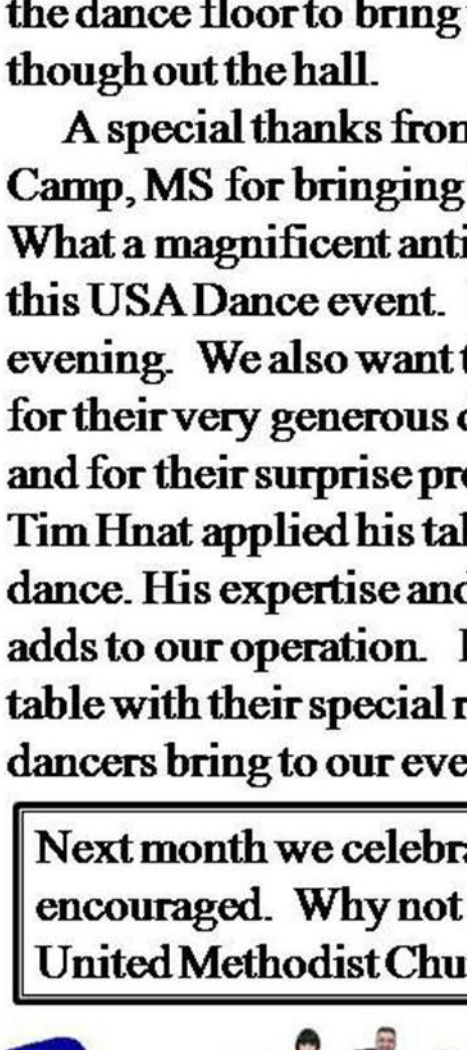 the dance floor to bring
though out the hall.
A special thanks from
Camp, MS for bringing
What a magnificent anti
this USA Dance event.
evening. We also want t
for their very generous
and for their surprise pre
Tim Hnat applied his tal
dance. His expertise and
adds to our operation.
table with their special r
dancers bring to our eve
Next month we celebra
encouraged. Why not
United Methodist Chu